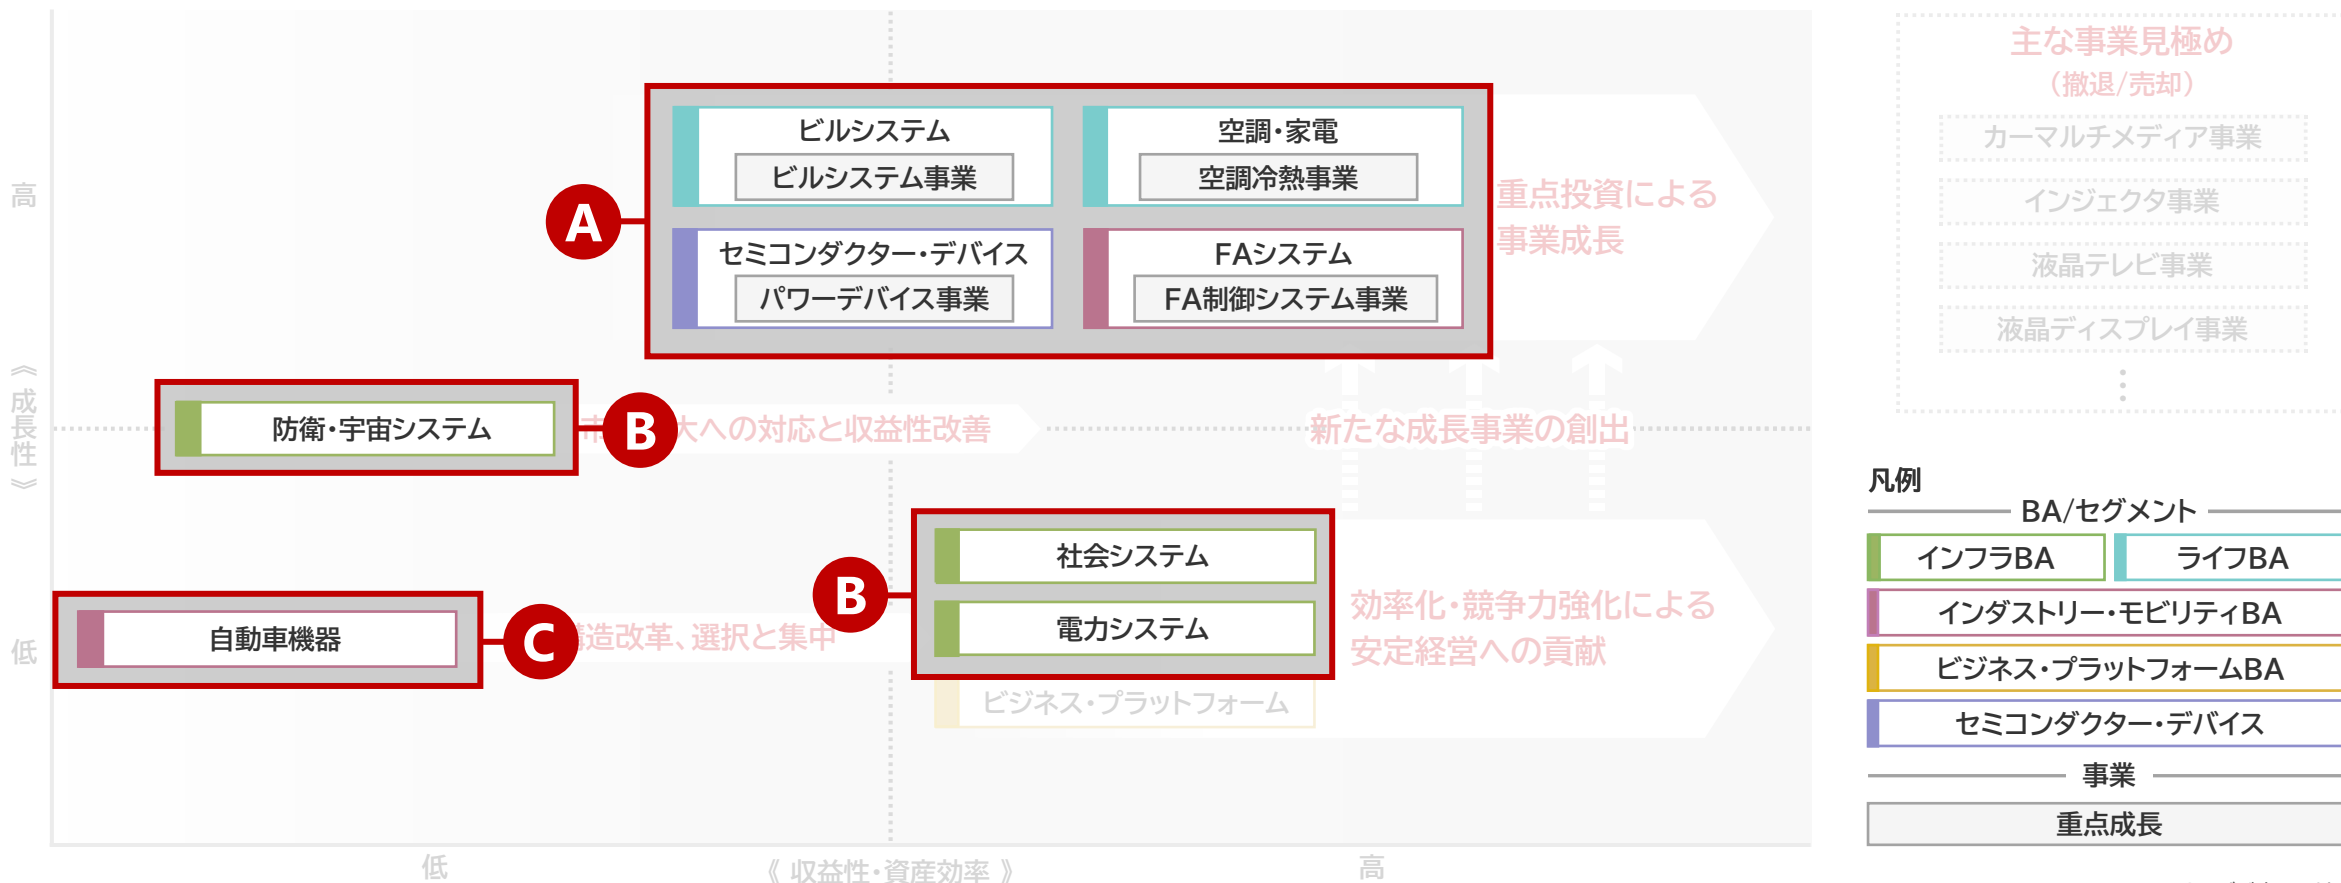 高
《成長性》
低
低
《 収益性・資産効率 》
高
A
ビルシステム
ビルシステム事業
空調・家電
空調冷熱事業
セミコンダクター・デバイス
パワーデバイス事業
FAシステム
FA制御システム事業
重点投資による
事業成長
防衛・宇宙システム
B
大への対応と収益性改善
新たな成長事業の創出
自動車機器
C
造改革、選択と集中
B
社会システム
電力システム
ビジネス・プラットフォーム
効率化・競争力強化による
安定経営への貢献
主な事業見極め
（撤退/売却）
カーマルチメディア事業
インジェクタ事業
液晶テレビ事業
液晶ディスプレイ事業
凡例
BA/セグメント
インフラBA
ライフBA
インダストリー・モビリティBA
ビジネス・プラットフォームBA
セミコンダクター・デバイス
事業
重点成長